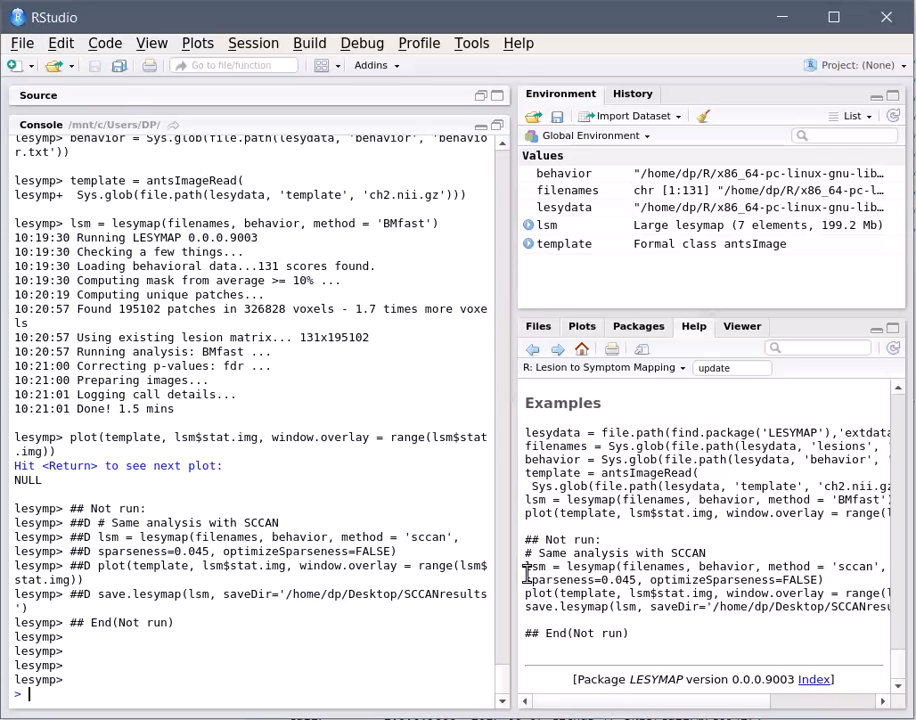 RStudio
File Edit Code View Plots Session Build Debug Profile Tools Help
Go to file/function Addins Project: (None)
Source
Console /mnt/c/Users/DP/
lesymp> behavior = Sys.glob(file.path(lesydata, 'behavior', 'behavio
r.txt'))
lesymp> template = antsImageRead(
lesymp+  Sys.glob(file.path(lesydata, 'template', 'ch2.nii.gz')))
lesymp> lsm = lesymap(filenames, behavior, method = 'BMfast')
10:19:30 Running LESYMAP 0.0.0.9003
10:19:30 Checking a few things...
10:19:30 Loading behavioral data...131 scores found.
10:19:30 Computing mask from average >= 10% ...
10:20:19 Computing unique patches...
10:20:57 Found 195102 patches in 326828 voxels - 1.7 times more voxe
ls
10:20:57 Using existing lesion matrix... 131x195102
10:20:57 Running analysis: BMfast ...
10:21:00 Correcting p-values: fdr ...
10:21:00 Preparing images...
10:21:01 Logging call details...
10:21:01 Done! 1.5 mins
lesymp> plot(template, lsm$stat.img, window.overlay = range(lsm$stat
.img))
Hit <Return> to see next plot:
NULL
lesymp> ## Not run:
lesymp> ##D # Same analysis with SCCAN
lesymp> ##D lsm = lesymap(filenames, behavior, method = 'sccan',
lesymp> ##D sparseness=0.045, optimizeSparseness=FALSE)
lesymp> ##D plot(template, lsm$stat.img, window.overlay = range(lsm$
stat.img))
lesymp> ##D save.lesymap(lsm, saveDir='/home/dp/Desktop/SCCANresults
')
lesymp> ## End(Not run)
lesymp>
lesymp>
lesymp>
lesymp>
>
Environment History
Import Dataset List
Global Environment
Values
behavior "/home/dp/R/x86_64-pc-linux-gnu-lib…
filenames chr [1:131] "/home/dp/R/x86_64-pc-l…
lesydata "/home/dp/R/x86_64-pc-linux-gnu-lib…
lsm Large lesymap (7 elements, 199.2 Mb)
template Formal class antsImage
Files Plots Packages Help Viewer
R: Lesion to Symptom Mapping update
Examples
lesydata = file.path(find.package('LESYMAP'),'extdata
filenames = Sys.glob(file.path(lesydata, 'lesions', '
behavior = Sys.glob(file.path(lesydata, 'behavior', '
template = antsImageRead(
 Sys.glob(file.path(lesydata, 'template', 'ch2.nii.gz
lsm = lesymap(filenames, behavior, method = 'BMfast')
plot(template, lsm$stat.img, window.overlay = range(l
## Not run:
# Same analysis with SCCAN
lsm = lesymap(filenames, behavior, method = 'sccan',
sparseness=0.045, optimizeSparseness=FALSE)
plot(template, lsm$stat.img, window.overlay = range(l
save.lesymap(lsm, saveDir='/home/dp/Desktop/SCCANresu
## End(Not run)
[Package LESYMAP version 0.0.0.9003 Index]